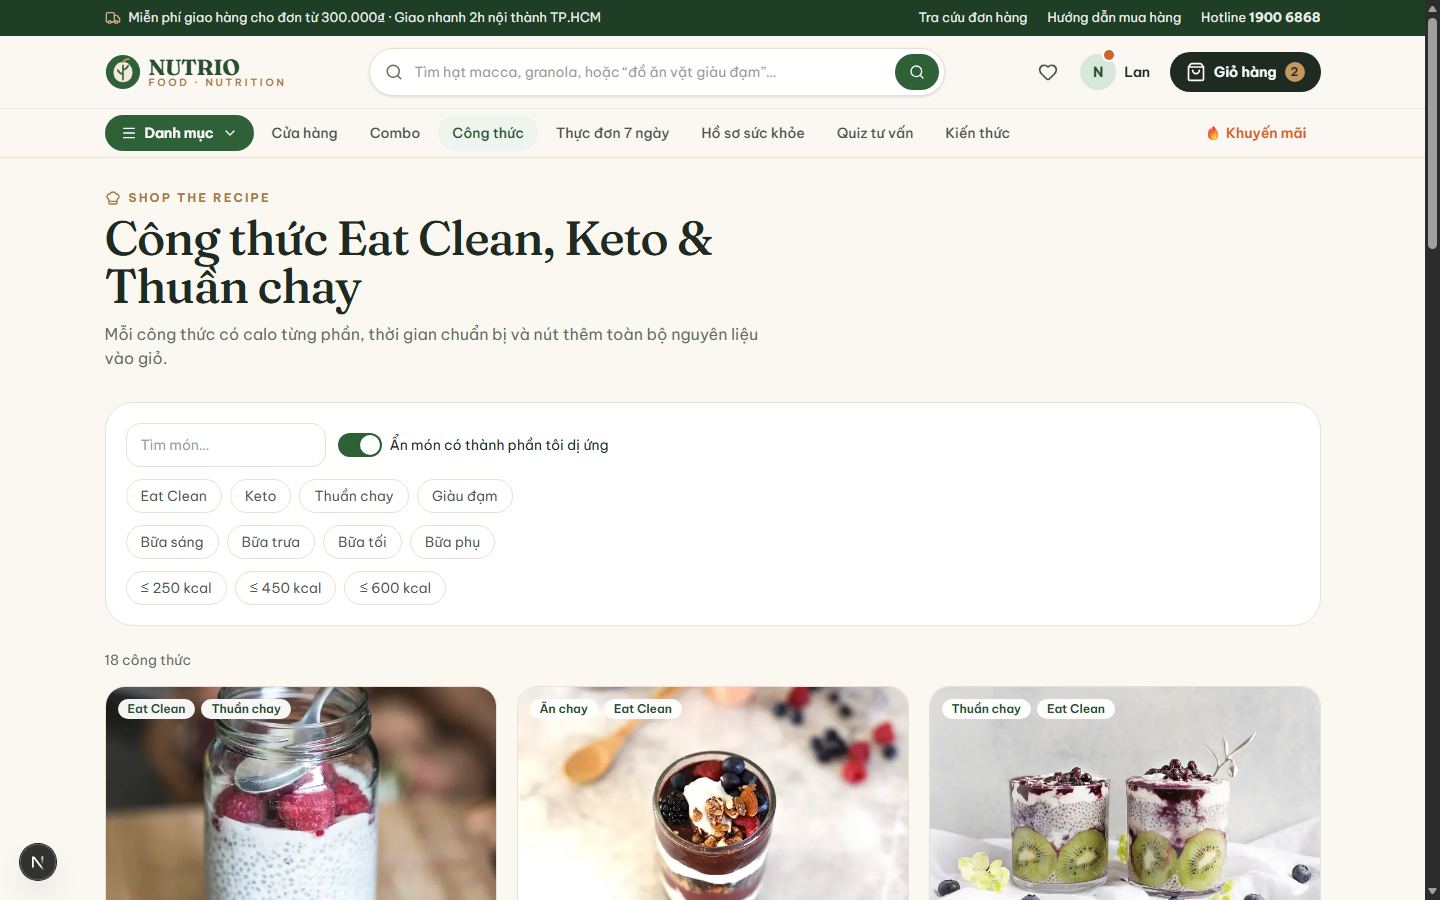 Miễn phí giao hàng cho đơn từ 300.000₫ · Giao nhanh 2h nội thành TP.HCM
Tra cứu đơn hàng
Hướng dẫn mua hàng
Hotline 1900 6868
NUTRIO
FOOD · NUTRITION
Tìm hạt macca, granola, hoặc “đồ ăn vặt giàu đạm”…
N
Lan
Giỏ hàng
2
Danh mục
Cửa hàng
Combo
Công thức
Thực đơn 7 ngày
Hồ sơ sức khỏe
Quiz tư vấn
Kiến thức
Khuyến mãi
SHOP THE RECIPE
Công thức Eat Clean, Keto &
Thuần chay
Mỗi công thức có calo từng phần, thời gian chuẩn bị và nút thêm toàn bộ nguyên liệu
vào giỏ.
Tìm món…
Ẩn món có thành phần tôi dị ứng
Eat Clean
Keto
Thuần chay
Giàu đạm
Bữa sáng
Bữa trưa
Bữa tối
Bữa phụ
≤ 250 kcal
≤ 450 kcal
≤ 600 kcal
18 công thức
Eat Clean
Thuần chay
Ăn chay
Eat Clean
Thuần chay
Eat Clean
N